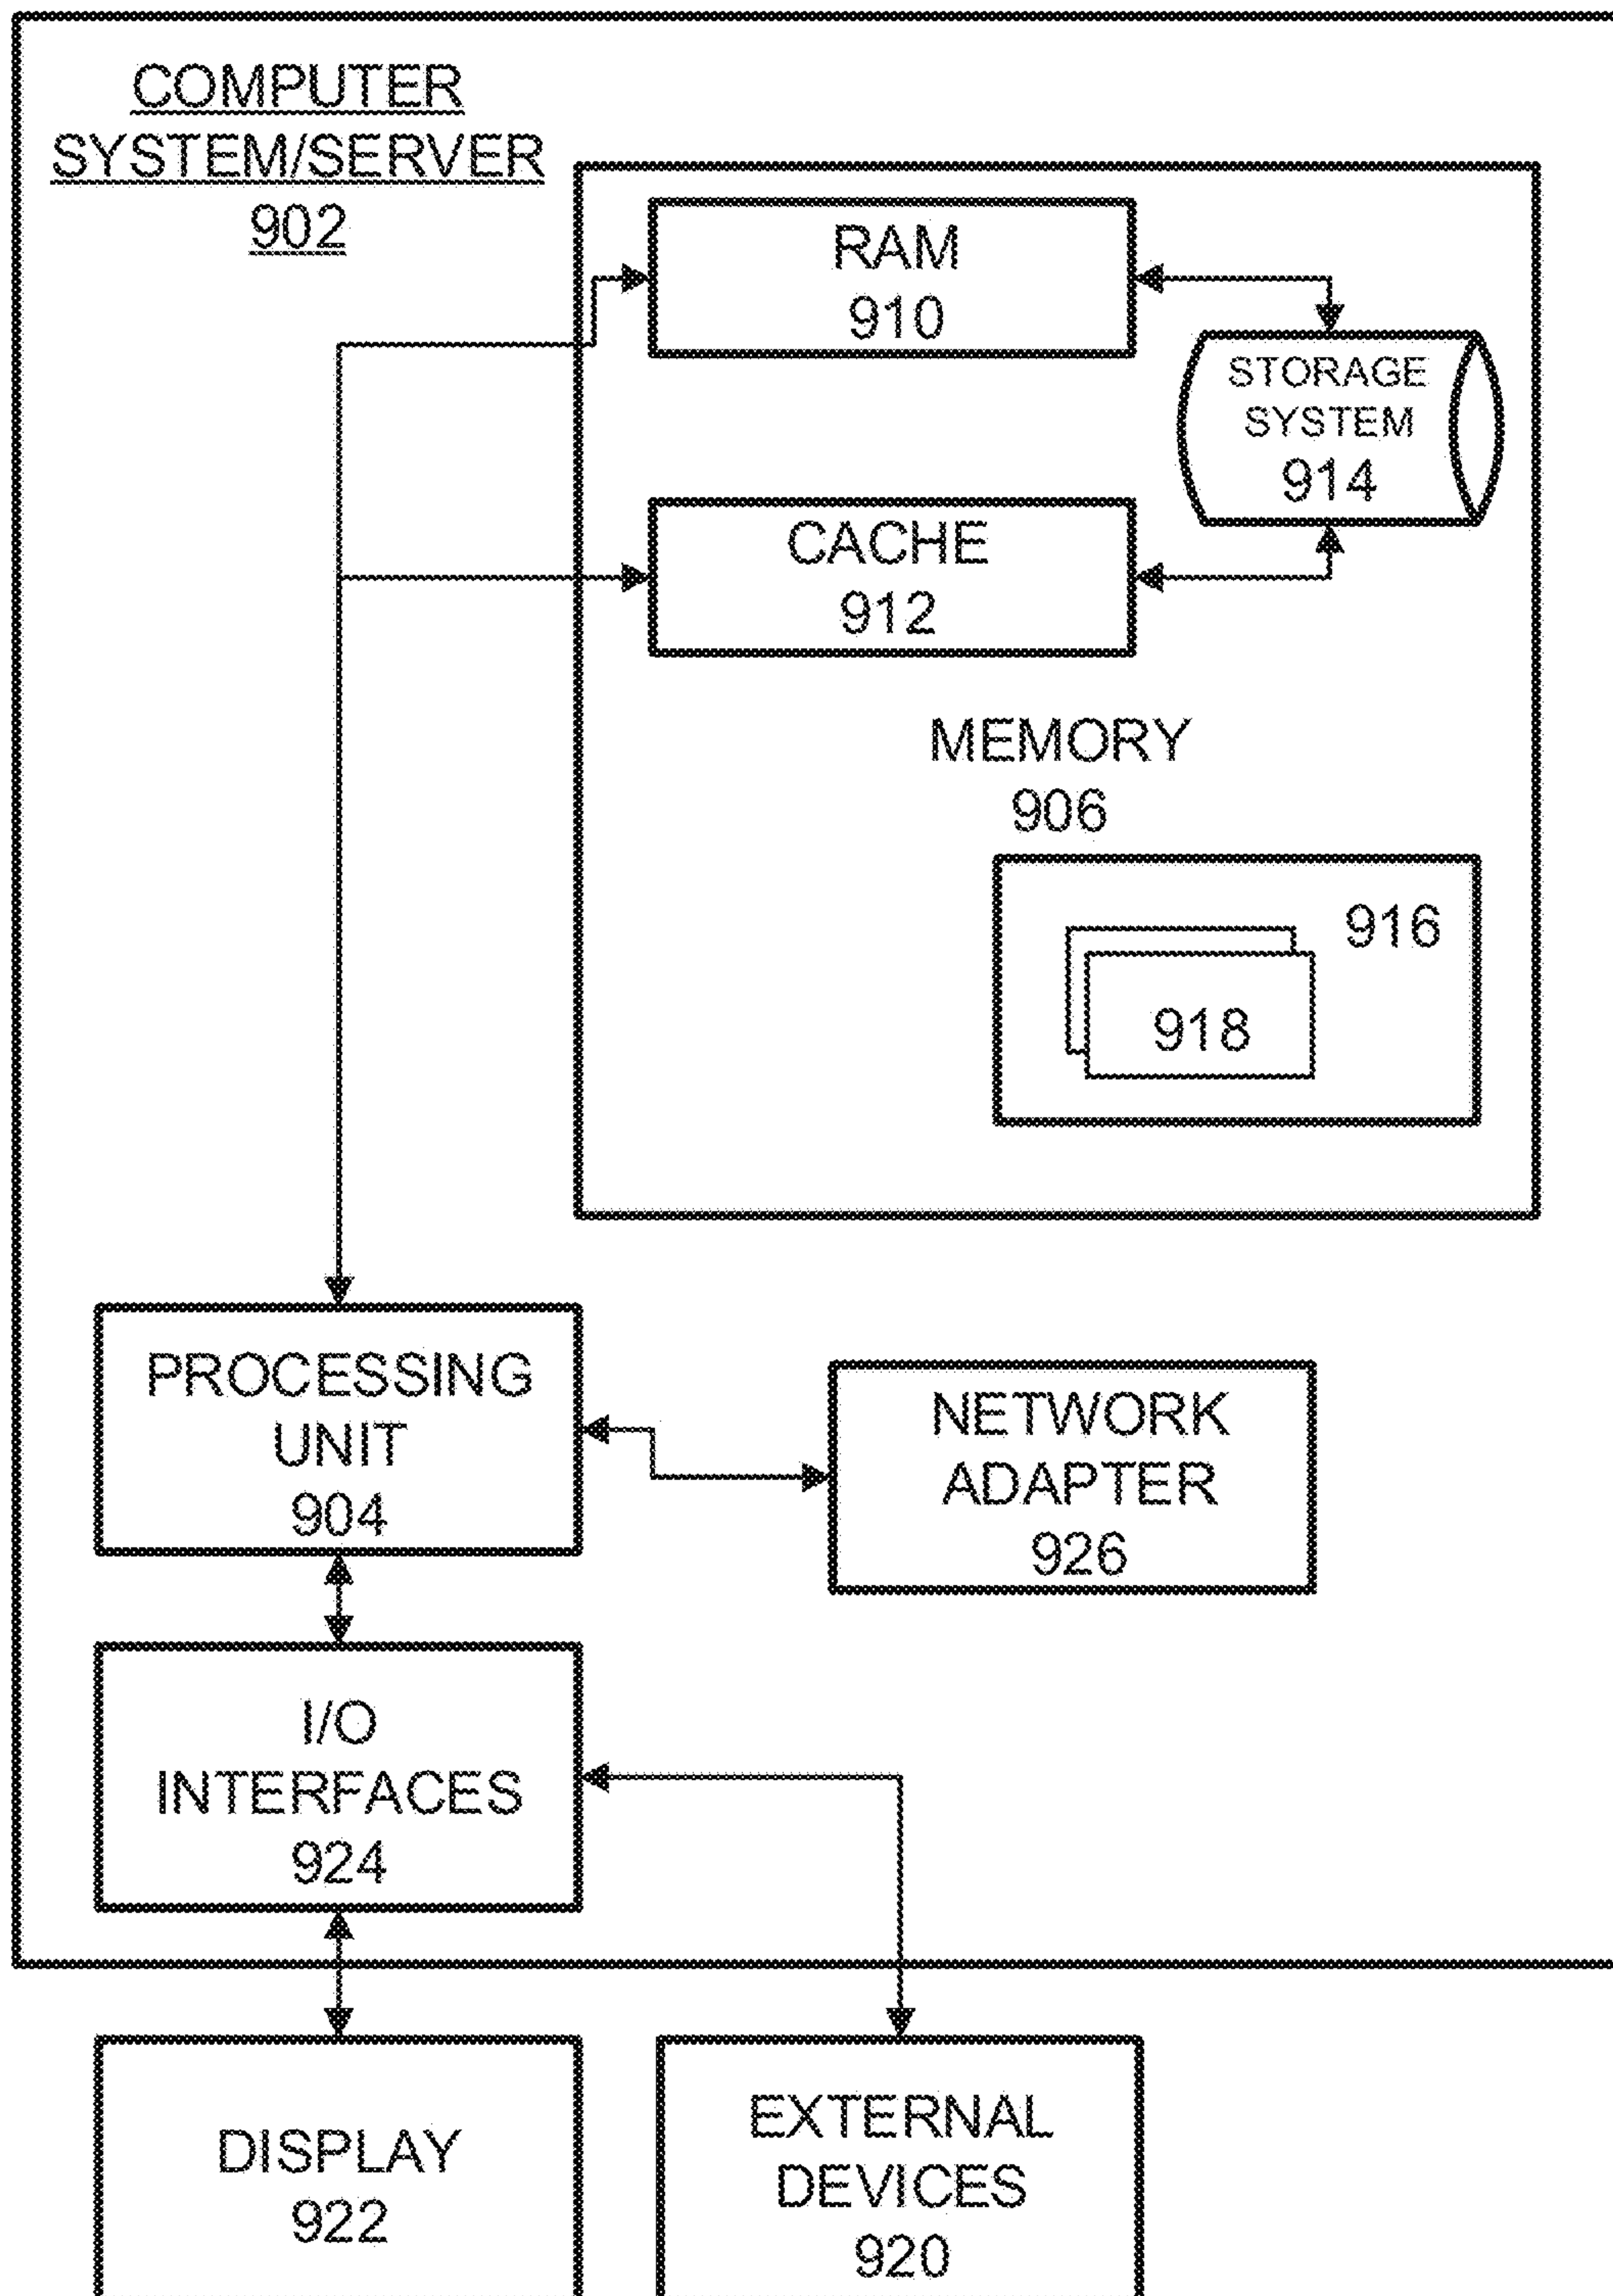 COMPUTER
SYSTEM/SERVER
902
RAM
910
STORAGE
SYSTEM
914
CACHE
912
MEMORY
906
916
918
PROCESSING
UNIT
904
NETWORK
ADAPTER
926
I/O
INTERFACES
924
DISPLAY
922
EXTERNAL
DEVICES
920